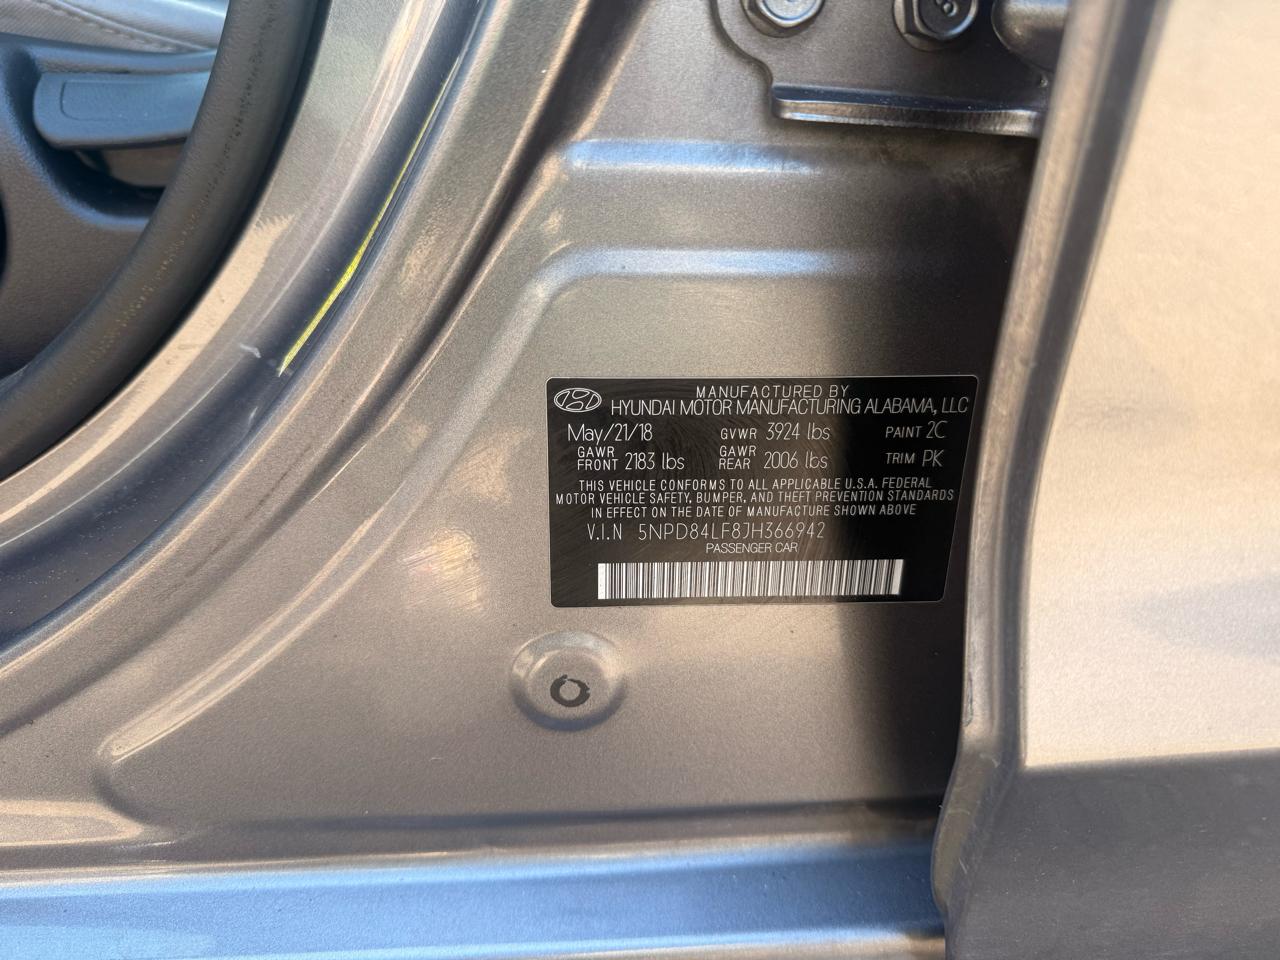 MANUFACTURED BY
HYUNDAI MOTOR MANUFACTURING ALABAMA, LLC
May/21/18 GVWR 3924 lbs PAINT 2C
GAWR FRONT 2183 lbs GAWR REAR 2006 lbs TRIM PK
THIS VEHICLE CONFORMS TO ALL APPLICABLE U.S.A. FEDERAL
MOTOR VEHICLE SAFETY, BUMPER, AND THEFT PREVENTION STANDARDS
IN EFFECT ON THE DATE OF MANUFACTURE SHOWN ABOVE
V.I.N 5NPD84LF8JH366942
PASSENGER CAR